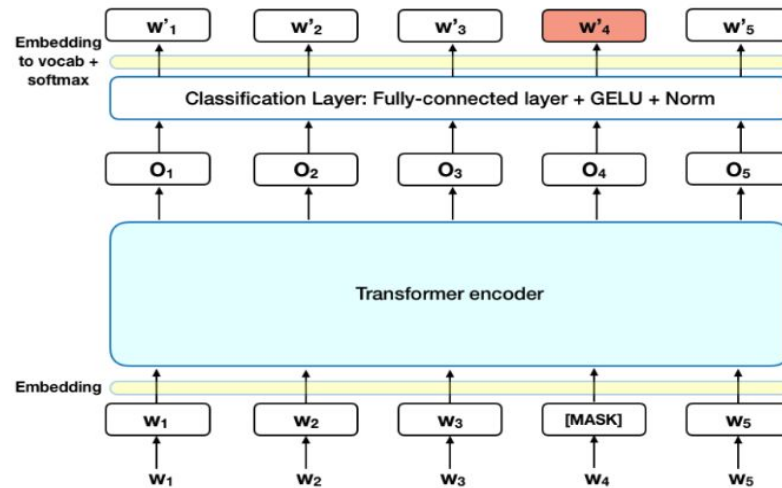 w'1 w'2 w'3 w'4 w'5
Embedding
to vocab +
softmax
Classification Layer: Fully-connected layer + GELU + Norm
O1 O2 O3 O4 O5
Transformer encoder
Embedding
W1 W2 W3 [MASK] W5
W1 W2 W3 W4 W5